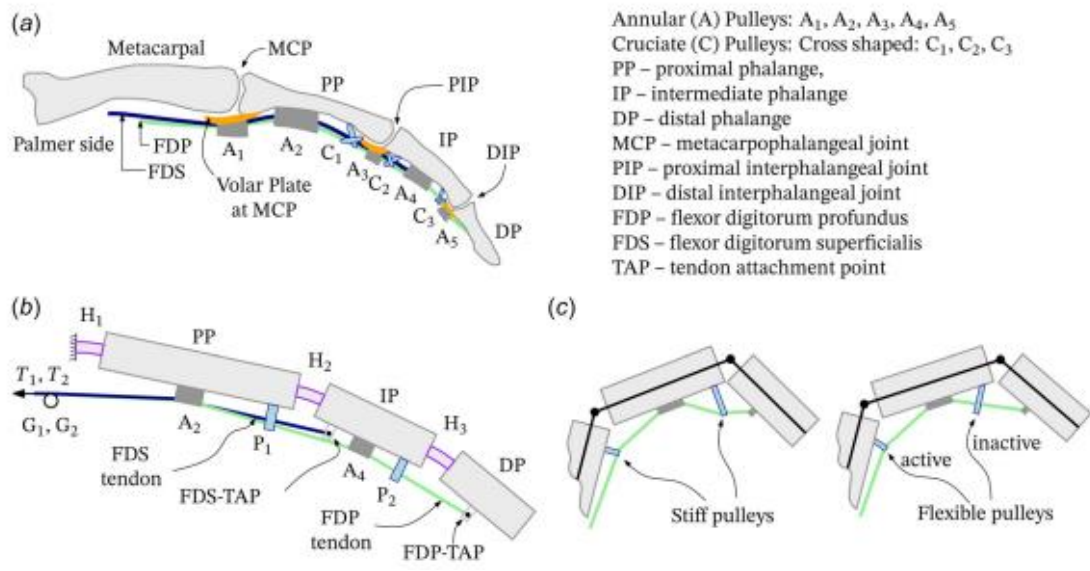 (a)
Metacarpal
MCP
PP
PIP
IP
DIP
DP
Palmer side
FDP
FDS
A1
A2
C1
A3
C2
A4
C3
A5
Volar Plate
at MCP
Annular (A) Pulleys: A1, A2, A3, A4, A5
Cruciate (C) Pulleys: Cross shaped: C1, C2, C3
PP – proximal phalange,
IP – intermediate phalange
DP – distal phalange
MCP – metacarpophalangeal joint
PIP – proximal interphalangeal joint
DIP – distal interphalangeal joint
FDP – flexor digitorum profundus
FDS – flexor digitorum superficialis
TAP – tendon attachment point
(b)
H1
PP
H2
IP
H3
DP
T1, T2
G1, G2
A2
P1
A4
P2
FDS
tendon
FDS-TAP
FDP
tendon
FDP-TAP
(c)
Stiff pulleys
active
inactive
Flexible pulleys